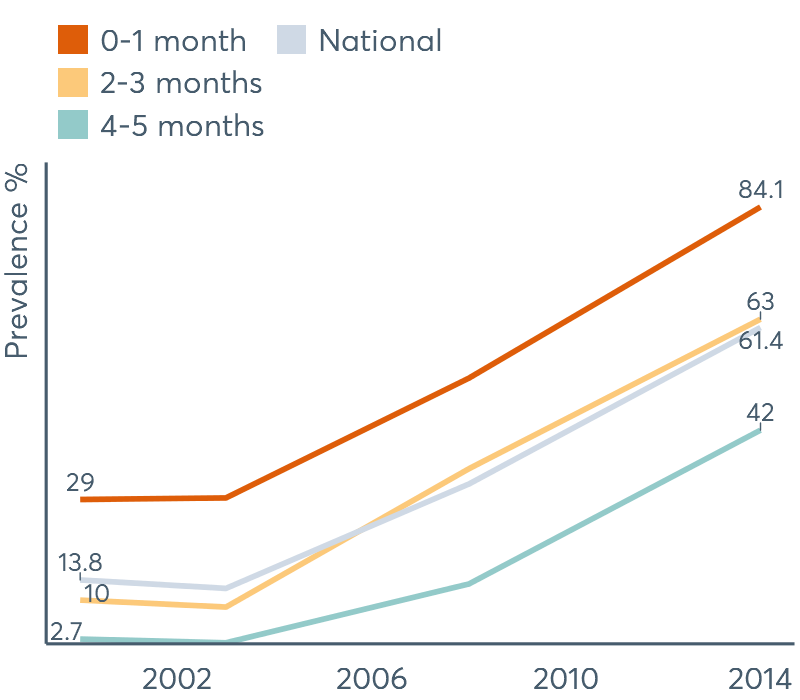 0-1 month
National
2-3 months
4-5 months
Prevalence %
84.1
63
61.4
42
29
13.8
10
2.7
2002 2006 2010 2014